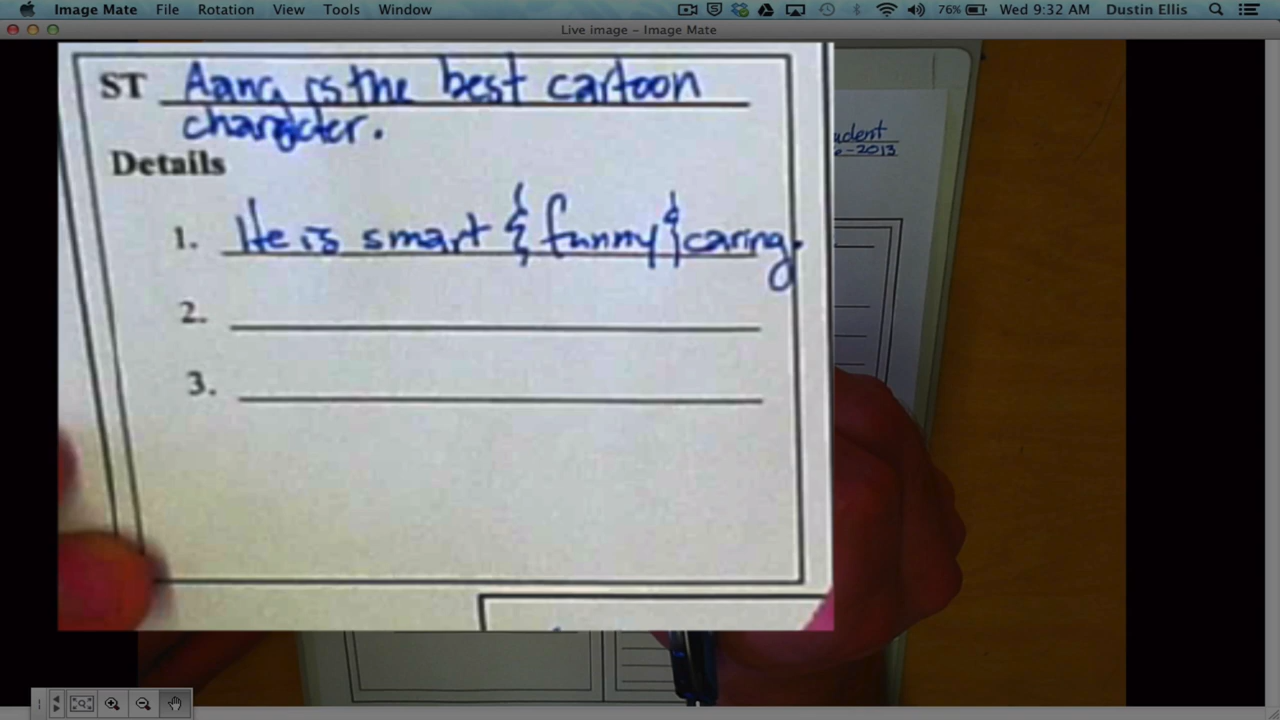 Image Mate File Rotation View Tools Window 76% Wed 9:32 AM Dustin Ellis
Live image - Image Mate
ST Aang is the best cartoon
character.
Details
1. He is smart & funny & caring.
2.
3.
-2013